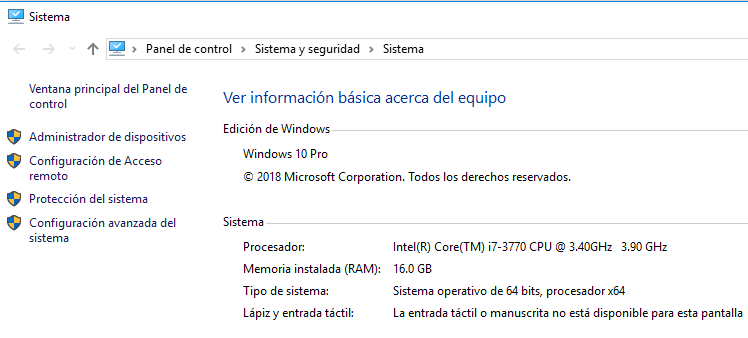 Sistema
Panel de control > Sistema y seguridad > Sistema
Ventana principal del Panel de
control
Administrador de dispositivos
Configuración de Acceso
remoto
Protección del sistema
Configuración avanzada del
sistema
Ver información básica acerca del equipo
Edición de Windows
Windows 10 Pro
© 2018 Microsoft Corporation. Todos los derechos reservados.
Sistema
Procesador: Intel(R) Core(TM) i7-3770 CPU @ 3.40GHz 3.90 GHz
Memoria instalada (RAM): 16.0 GB
Tipo de sistema: Sistema operativo de 64 bits, procesador x64
Lápiz y entrada táctil: La entrada táctil o manuscrita no está disponible para esta pantalla